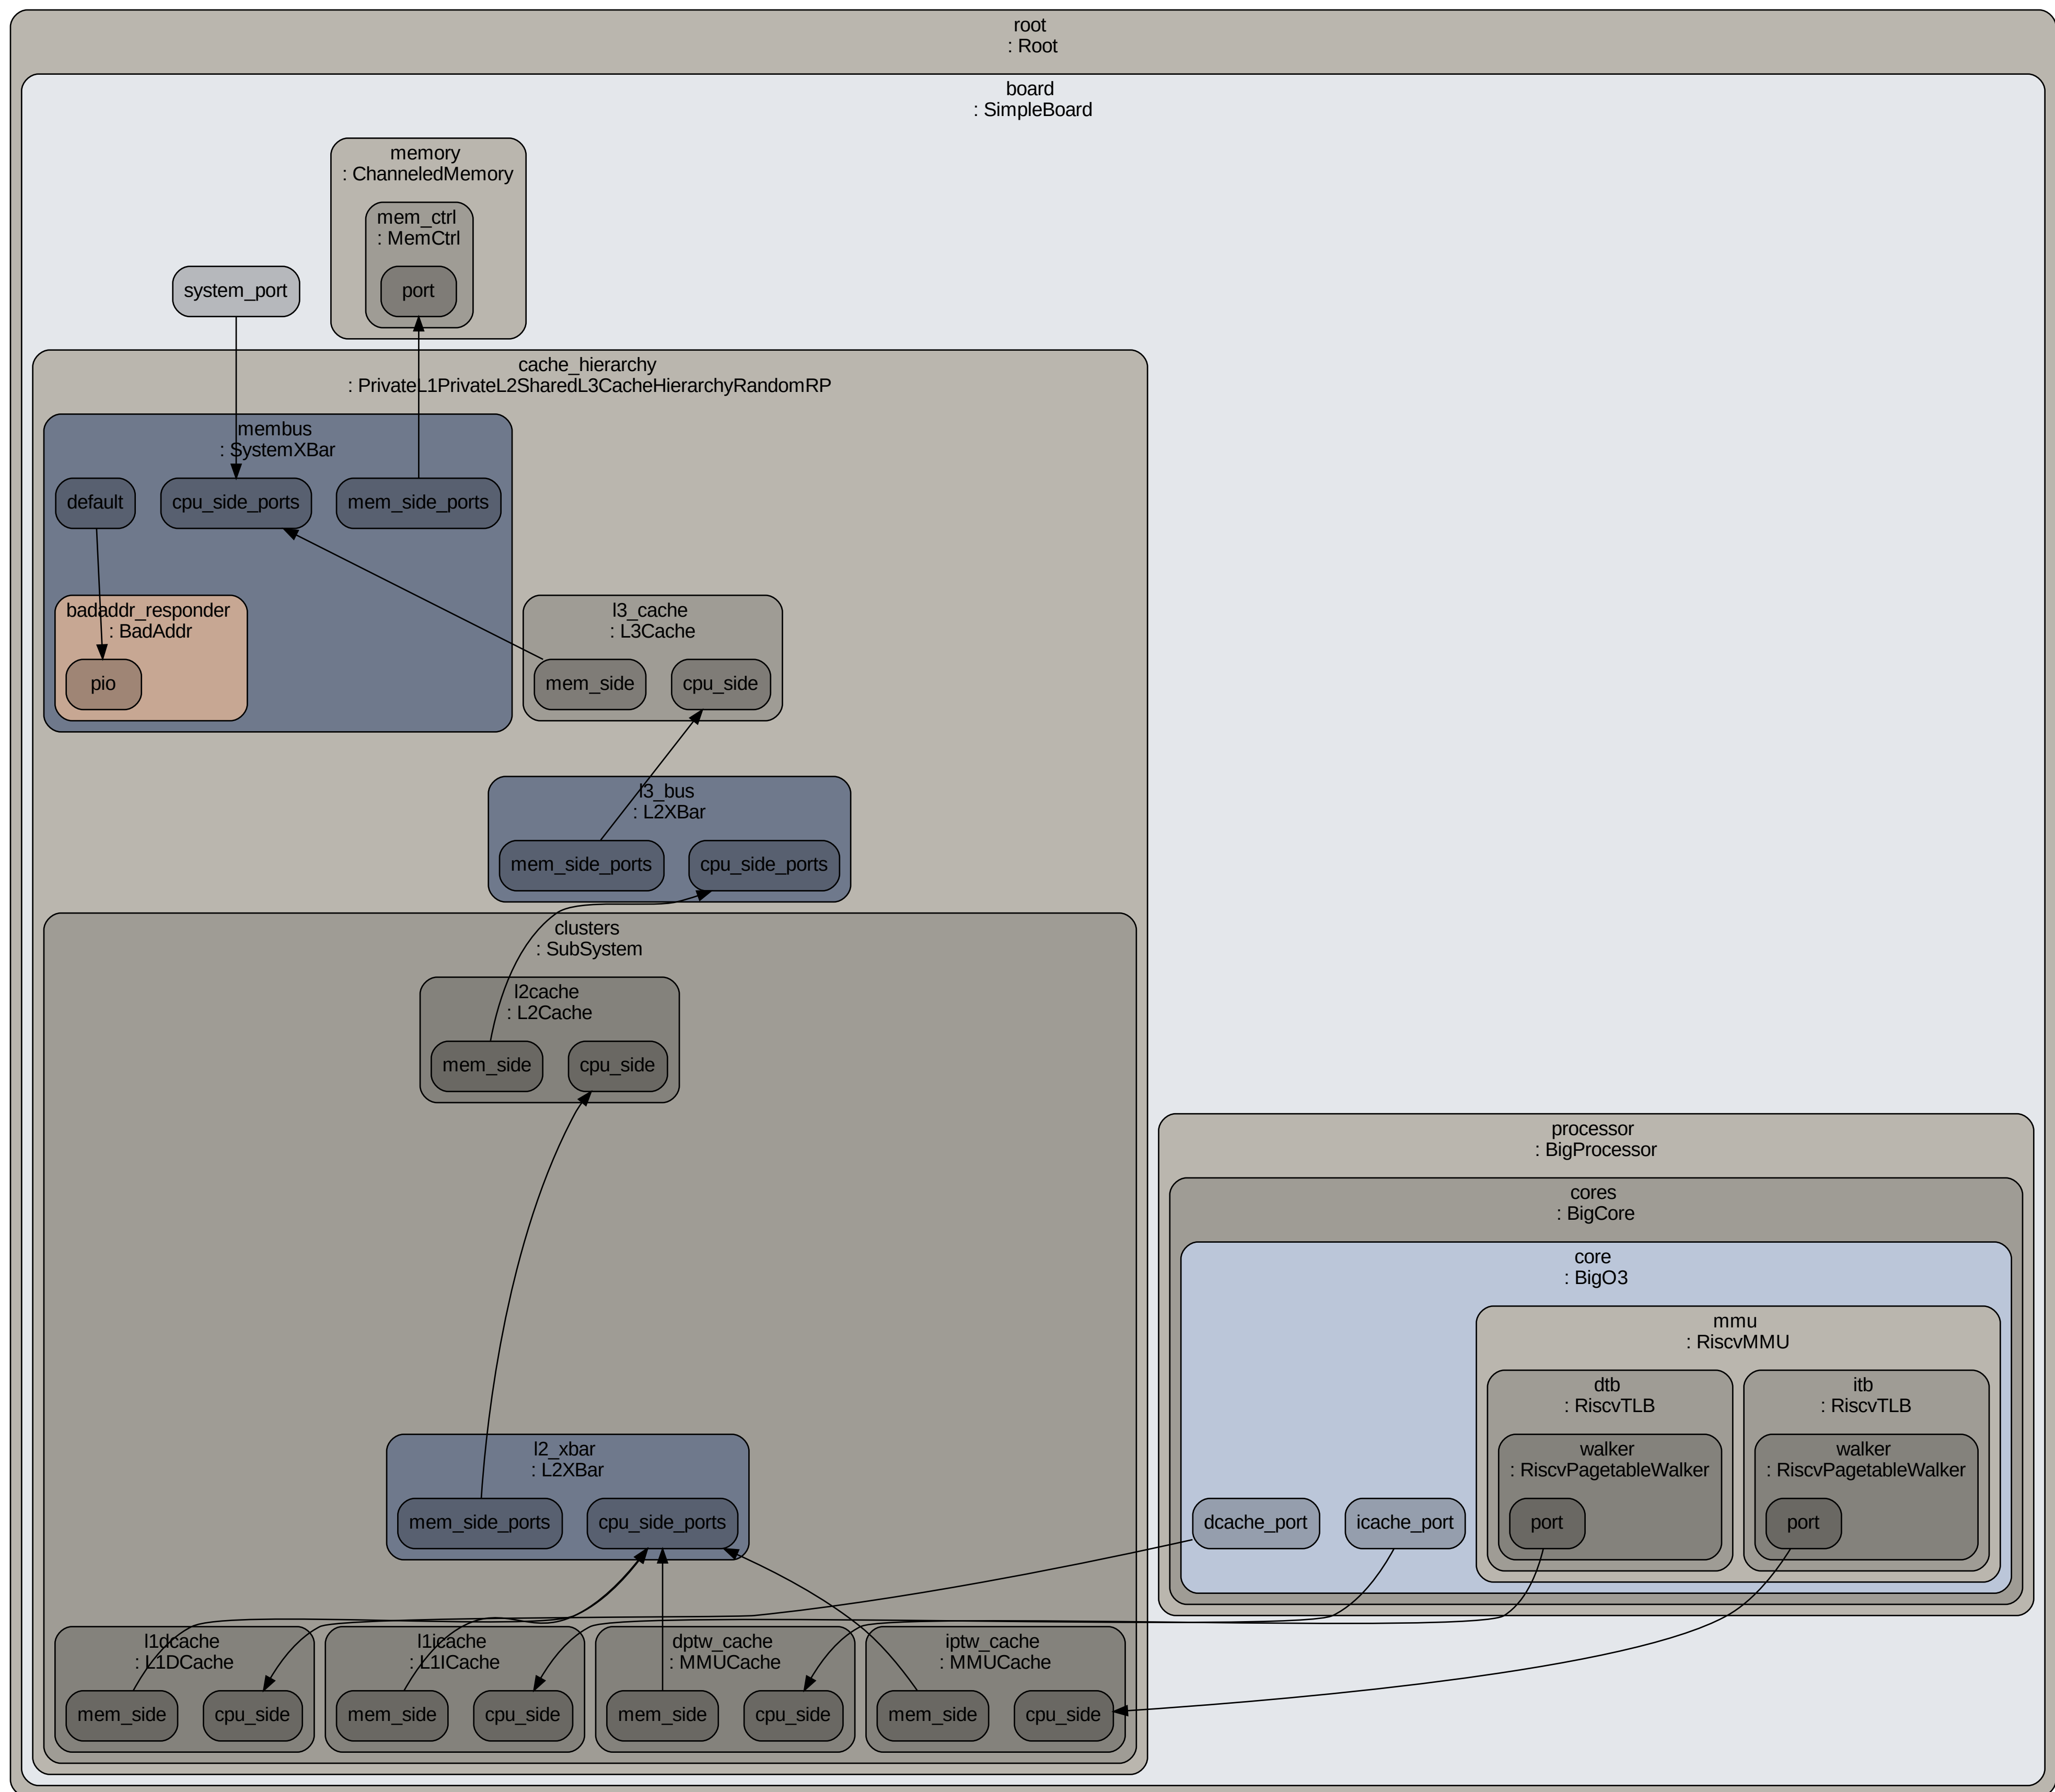 root
: Root
board
: SimpleBoard
memory
: ChanneledMemory
mem_ctrl
: MemCtrl
system_port
port
cache_hierarchy
: PrivateL1PrivateL2SharedL3CacheHierarchyRandomRP
membus
: SystemXBar
default
cpu_side_ports
mem_side_ports
badaddr_responder
: BadAddr
pio
l3_cache
: L3Cache
mem_side
cpu_side
l3_bus
: L2XBar
mem_side_ports
cpu_side_ports
clusters
: SubSystem
l2cache
: L2Cache
mem_side
cpu_side
l2_xbar
: L2XBar
mem_side_ports
cpu_side_ports
l1dcache
: L1DCache
mem_side
cpu_side
l1icache
: L1ICache
mem_side
cpu_side
dptw_cache
: MMUCache
mem_side
cpu_side
iptw_cache
: MMUCache
mem_side
cpu_side
processor
: BigProcessor
cores
: BigCore
core
: BigO3
mmu
: RiscvMMU
dtb
: RiscvTLB
walker
: RiscvPagetableWalker
port
itb
: RiscvTLB
walker
: RiscvPagetableWalker
port
dcache_port
icache_port